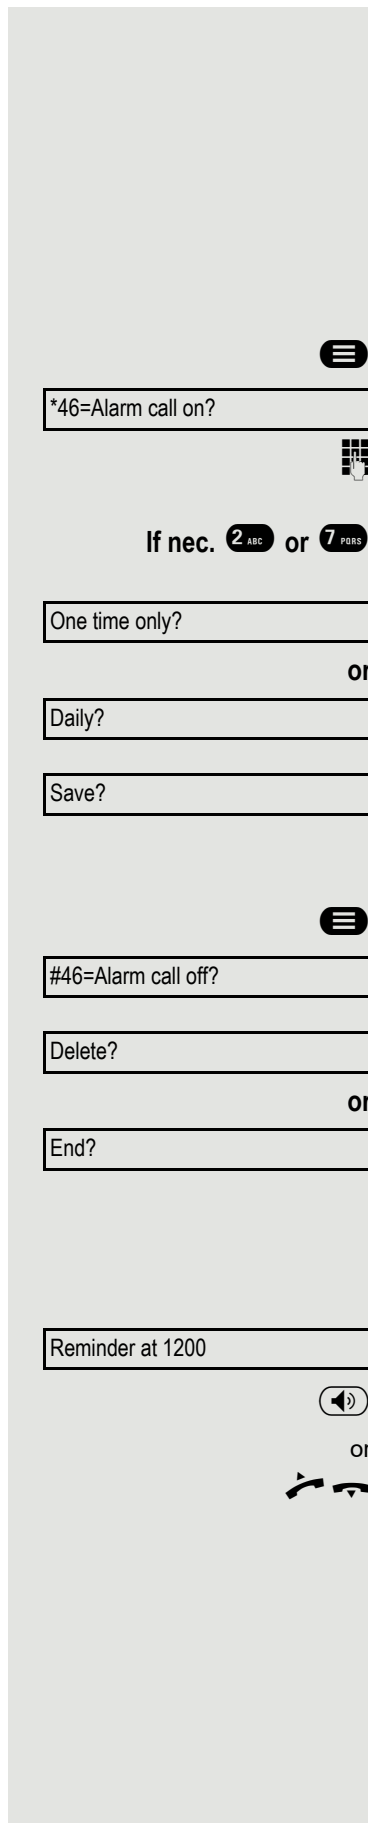 *46=Alarm call on?
If nec. 2 ABC or 7 PQRS
One time only?
or
Daily?
Save?
#46=Alarm call off?
Delete?
or
End?
Reminder at 1200
or